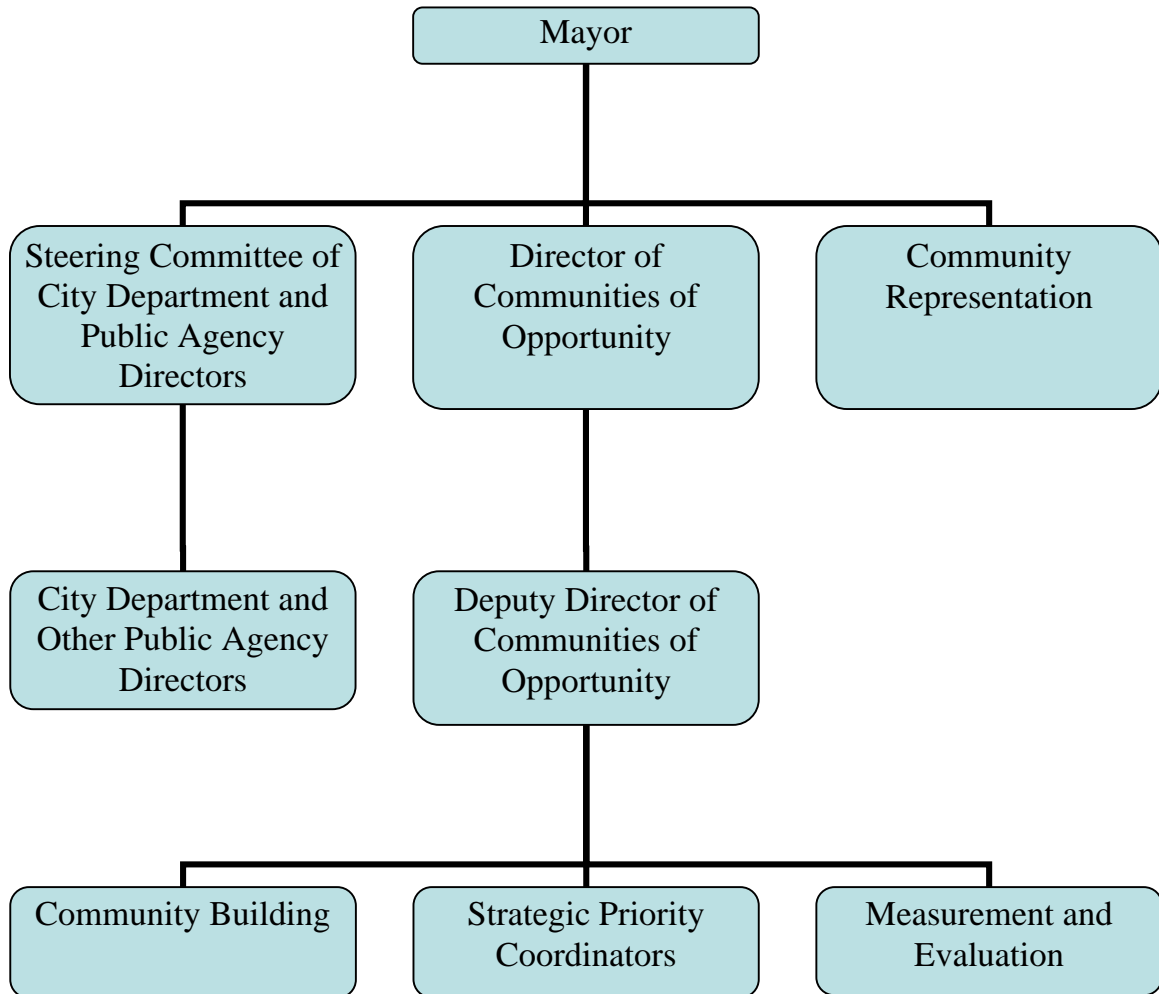 Mayor
Steering Committee of
City Department and
Public Agency
Directors
Director of
Communities of
Opportunity
Community
Representation
City Department and
Other Public Agency
Directors
Deputy Director of
Communities of
Opportunity
Community Building
Strategic Priority
Coordinators
Measurement and
Evaluation